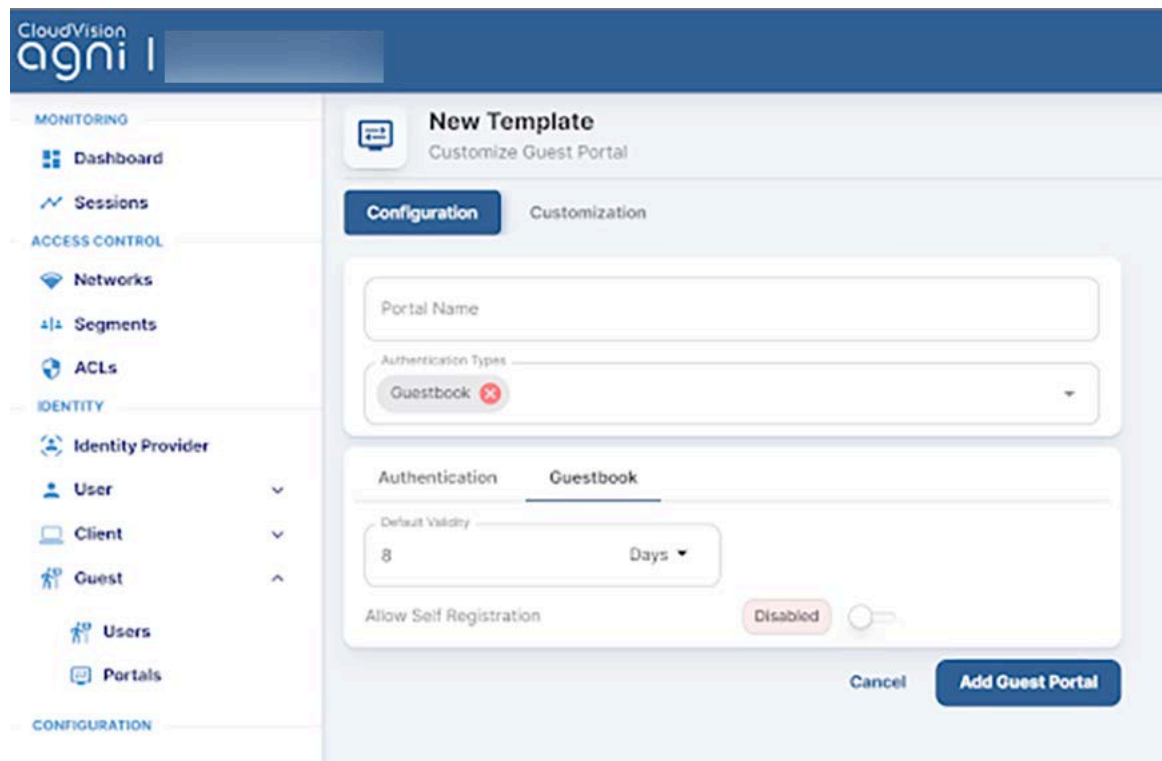 CloudVision
agni |
MONITORING
Dashboard
Sessions
ACCESS CONTROL
Networks
Segments
ACLs
IDENTITY
Identity Provider
User
Client
Guest
Users
Portals
CONFIGURATION
New Template
Customize Guest Portal
Configuration Customization
Portal Name
Authentication Types
Guestbook
Authentication Guestbook
Default Validity
8 Days
Allow Self Registration Disabled
Cancel Add Guest Portal